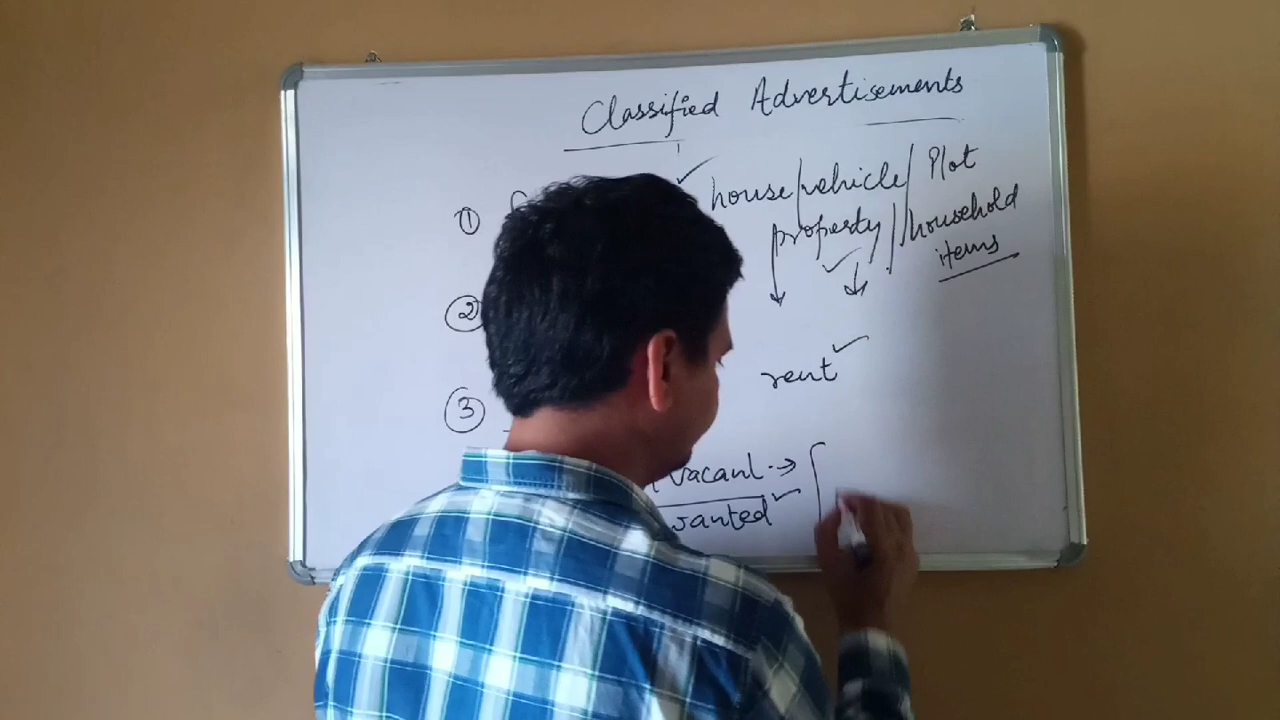 Classified Advertisements
① house/vehicle/ Plot
property/ household
items
②
rent
③
vacant →
wanted